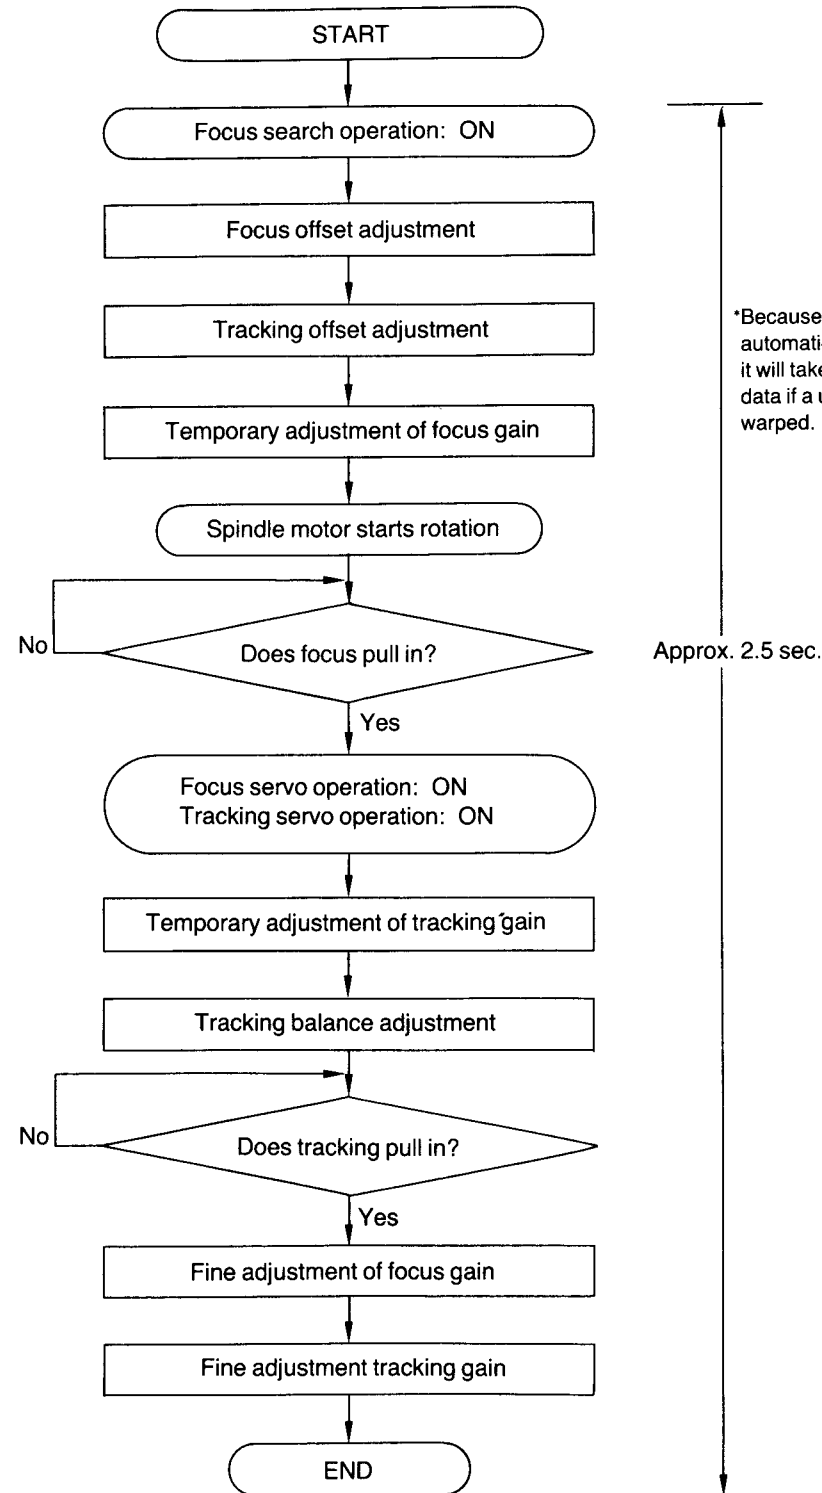 START
Focus search operation: ON
Focus offset adjustment
Tracking offset adjustment
*Because
it will take
data if a
warped.
Temporary adjustment of focus gain
Spindle motor starts rotation
No
Does focus pull in?
Approx. 2.5 sec.
Yes
Focus servo operation: ON
Tracking servo operation: ON
Temporary adjustment of tracking gain
Tracking balance adjustment
No
Does tracking pull in?
Yes
Fine adjustment of focus gain
Fine adjustment tracking gain
END